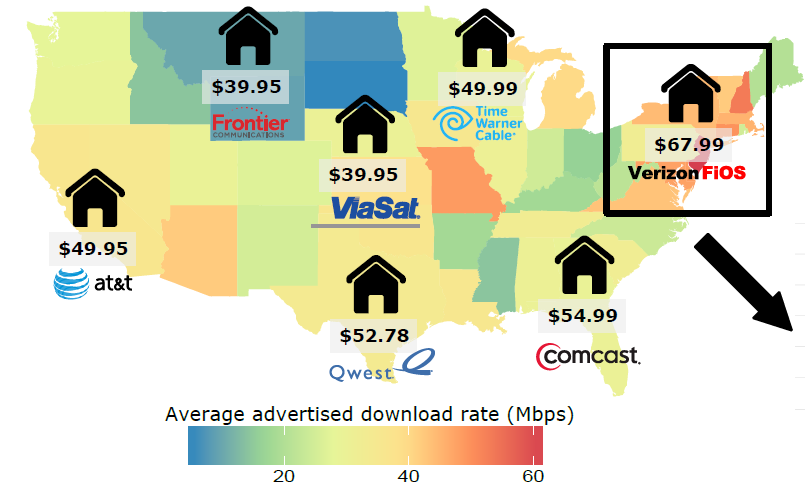 $39.95
Frontier
COMMUNICATIONS
$49.99
Time
Warner
Cable
$39.95
ViaSat
$67.99
Verizon FiOS
$49.95
at&t
$52.78
Qwest
$54.99
comcast
Average advertised download rate (Mbps)
20 40 60